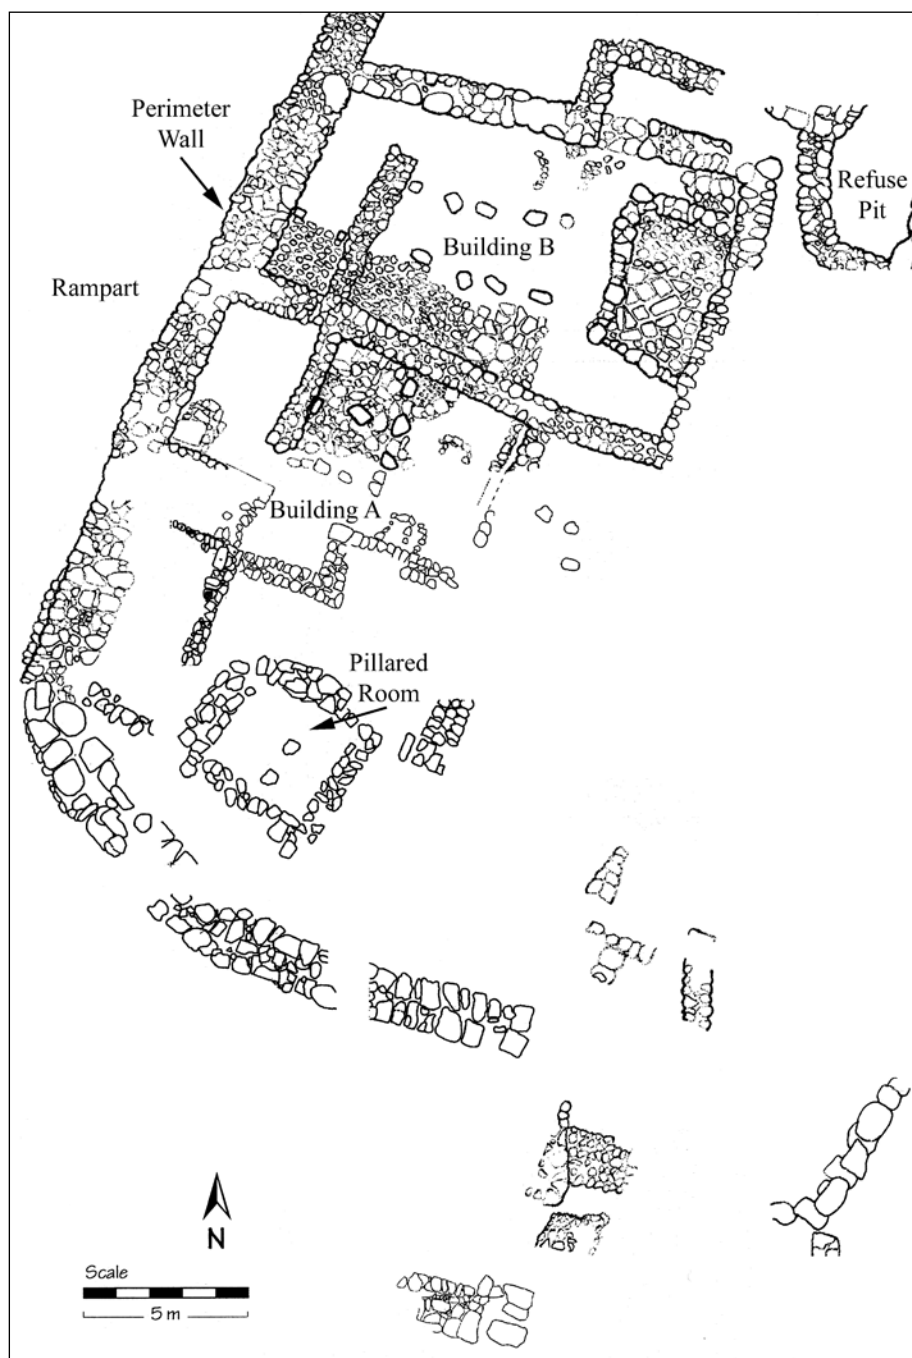 Perimeter
Wall
Refuse
Pit
Building B
Rampart
Building A
Pillared
Room
N
Scale
5 m